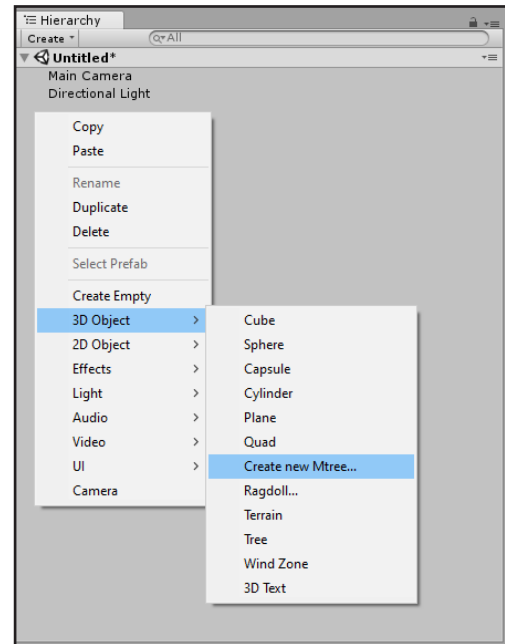 Hierarchy
Create
All
Untitled*
Main Camera
Directional Light
Copy
Paste
Rename
Duplicate
Delete
Select Prefab
Create Empty
3D Object
2D Object
Effects
Light
Audio
Video
UI
Camera
Cube
Sphere
Capsule
Cylinder
Plane
Quad
Create new Mtree...
Ragdoll...
Terrain
Tree
Wind Zone
3D Text